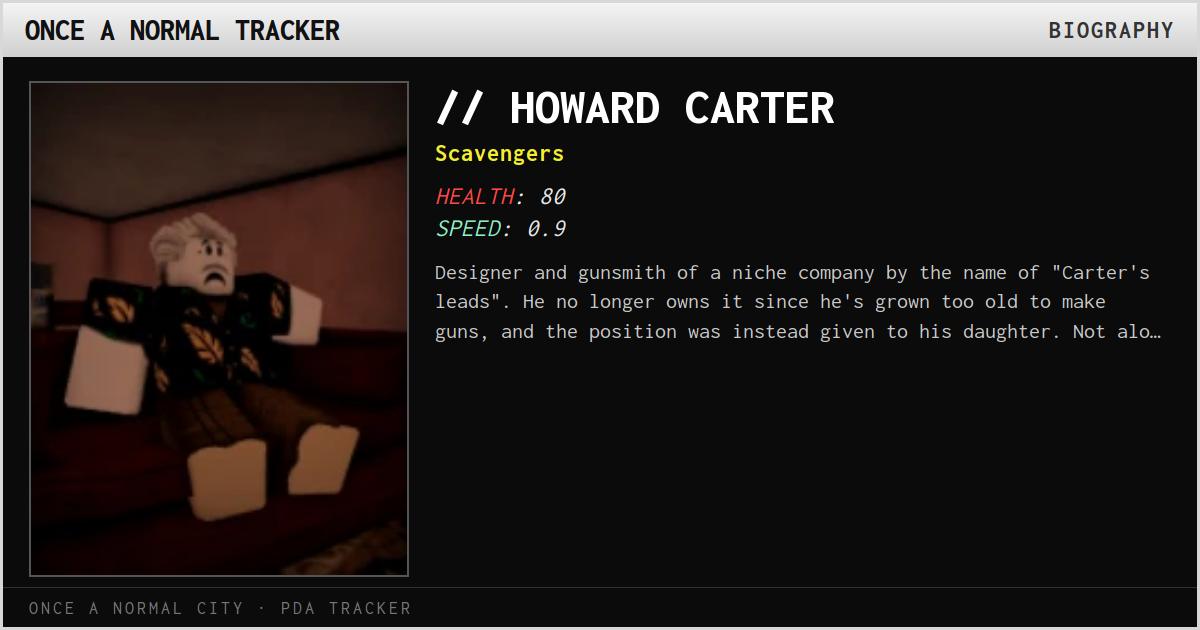 ONCE A NORMAL TRACKER
BIOGRAPHY
// HOWARD CARTER
Scavengers
HEALTH: 80
SPEED: 0.9
Designer and gunsmith of a niche company by the name of "Carter's
leads". He no longer owns it since he's grown too old to make
guns, and the position was instead given to his daughter. Not alo…
ONCE A NORMAL CITY · PDA TRACKER